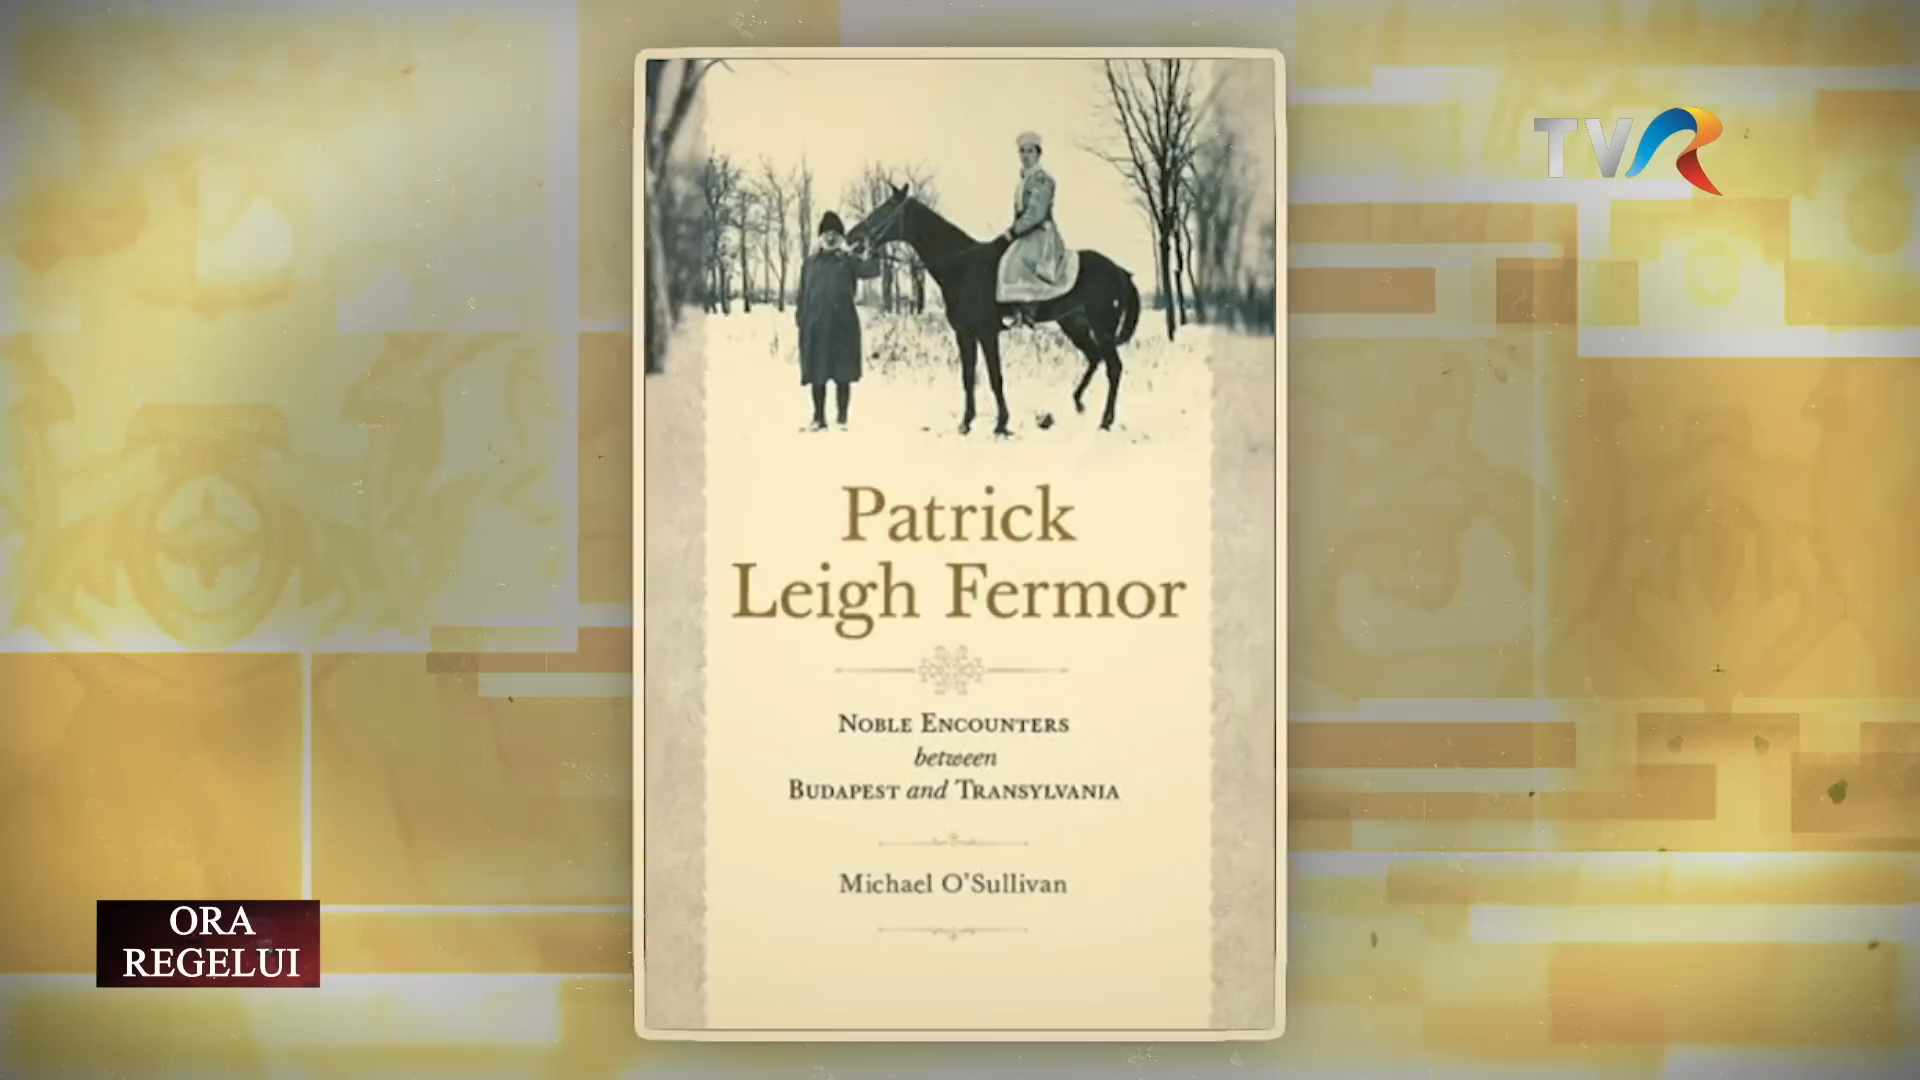 TVR
Patrick
Leigh Fermor
NOBLE ENCOUNTERS
between
BUDAPEST and TRANSYLVANIA
Michael O'Sullivan
ORA
REGELUI